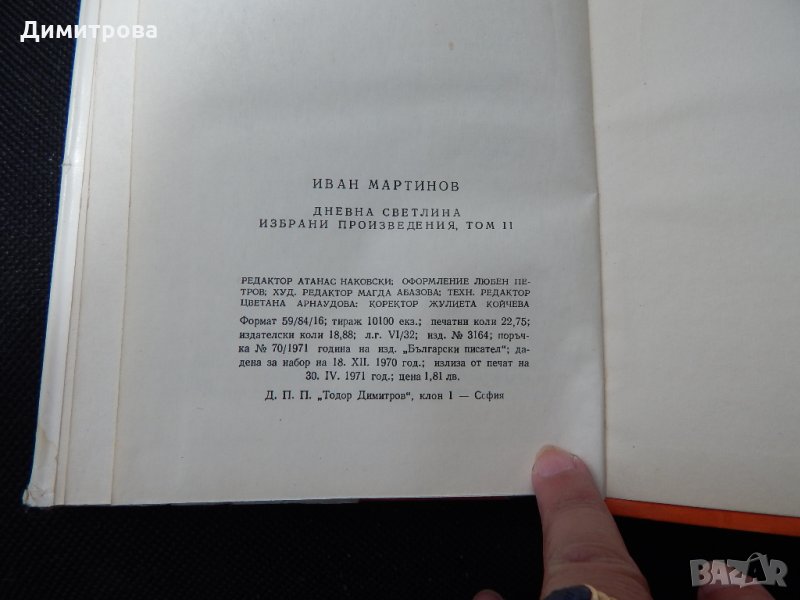 Димитрова
ИВАН МАРТИНОВ
ДНЕВНА СВЕТЛИНА
ИЗБРАНИ ПРОИЗВЕДЕНИЯ, ТОМ II
РЕДАКТОР АТАНАС НАКОВСКИ; ОФОРМЛЕНИЕ ЛЮБЕН ПЕ-
ТРОВ; ХУД. РЕДАКТОР МАГДА АБАЗОВА; ТЕХН. РЕДАКТОР
ЦВЕТАНА АРНАУДОВА; КОРЕКТОР ЖУЛИЕТА КОЙЧЕВА
Формат 59/84/16; тираж 10100 екз.; печатни коли 22,75;
издателски коли 18,88; л.г. VI/32; изд. № 3164; поръч-
ка № 70/1971 година на изд. „Български писател"; да-
дена за набор на 18. XII. 1970 год.; излиза от печат на
30. IV. 1971 год.; цена 1,81 лв.
Д. П. П. „Тодор Димитров", клон 1 — София
BAZAR